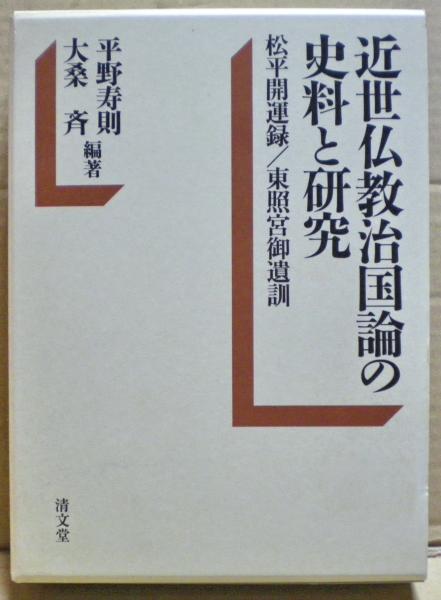 近世仏教治国論の
史料と研究
松平開運録/東照宮御遺訓
平野寿則
大桑 斉 編著
清文堂